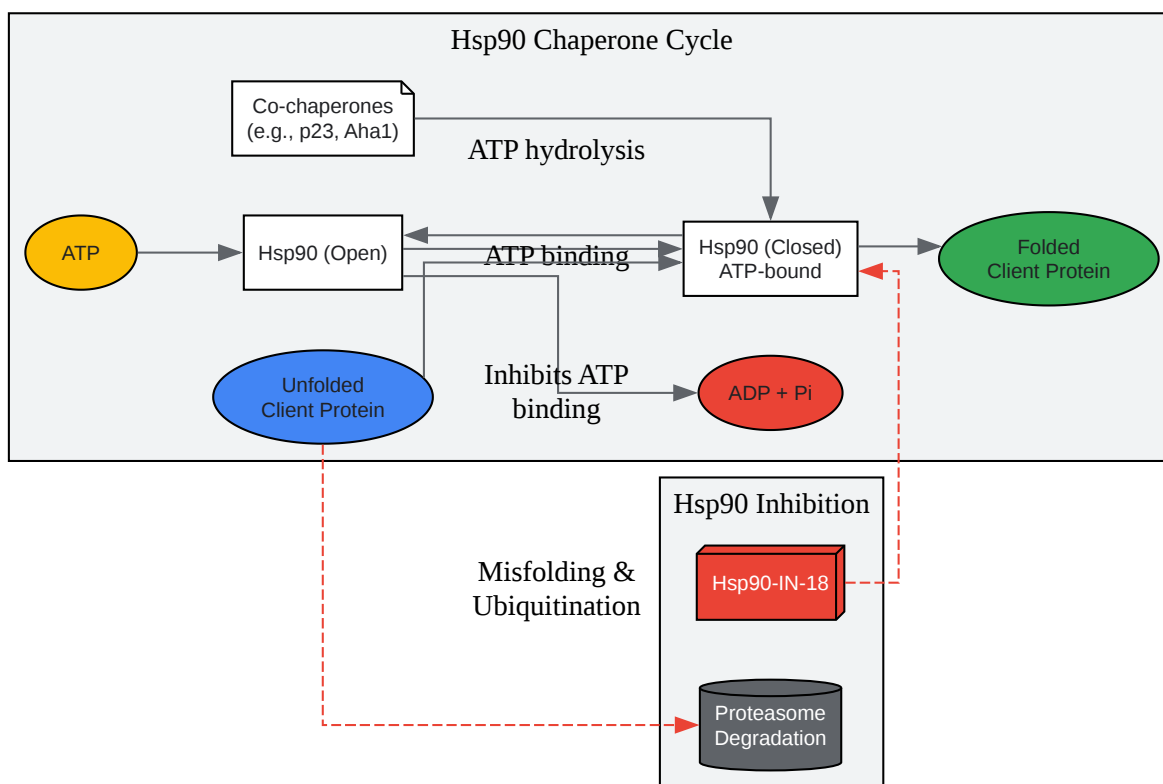 Hsp90 Chaperone Cycle
Co-chaperones
(e.g., p23, Aha1)
ATP hydrolysis
ATP
Hsp90 (Open)
ATP binding
Hsp90 (Closed)
ATP-bound
Folded
Client Protein
Unfolded
Client Protein
Inhibits ATP
binding
ADP + Pi
Hsp90 Inhibition
Misfolding &
Ubiquitination
Hsp90-IN-18
Proteasome
Degradation